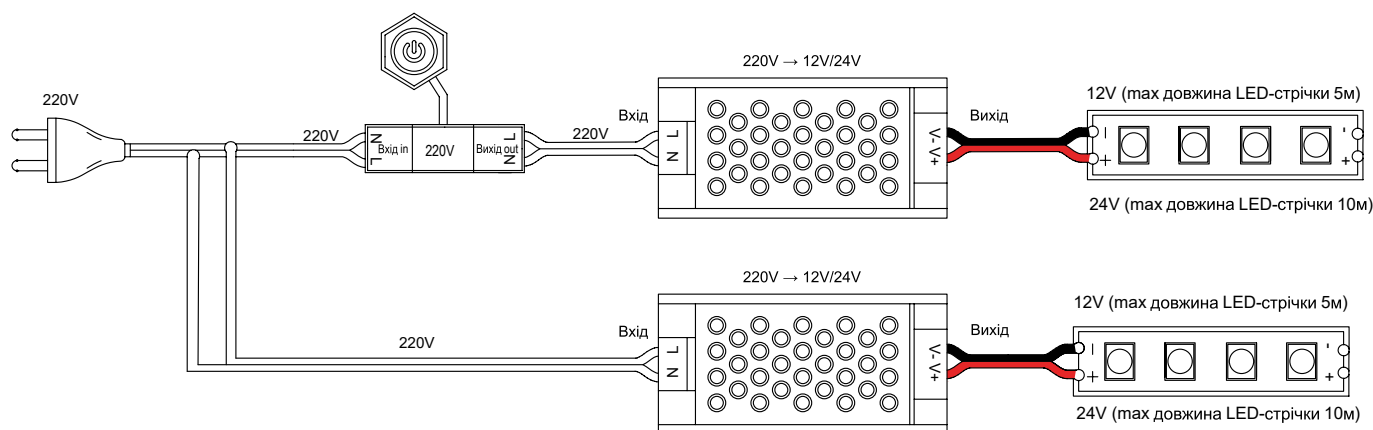 220V → 12V/24V
220V
220V
N
L
Вхід in
220V
Вихід out
L
N
220V
Вхід
L
N
V- V+
Вихід
12V (max довжина LED-стрічки 5м)
- -
+ +
24V (max довжина LED-стрічки 10м)
220V → 12V/24V
220V
Вхід
L
N
V- V+
Вихід
12V (max довжина LED-стрічки 5м)
- -
+ +
24V (max довжина LED-стрічки 10м)